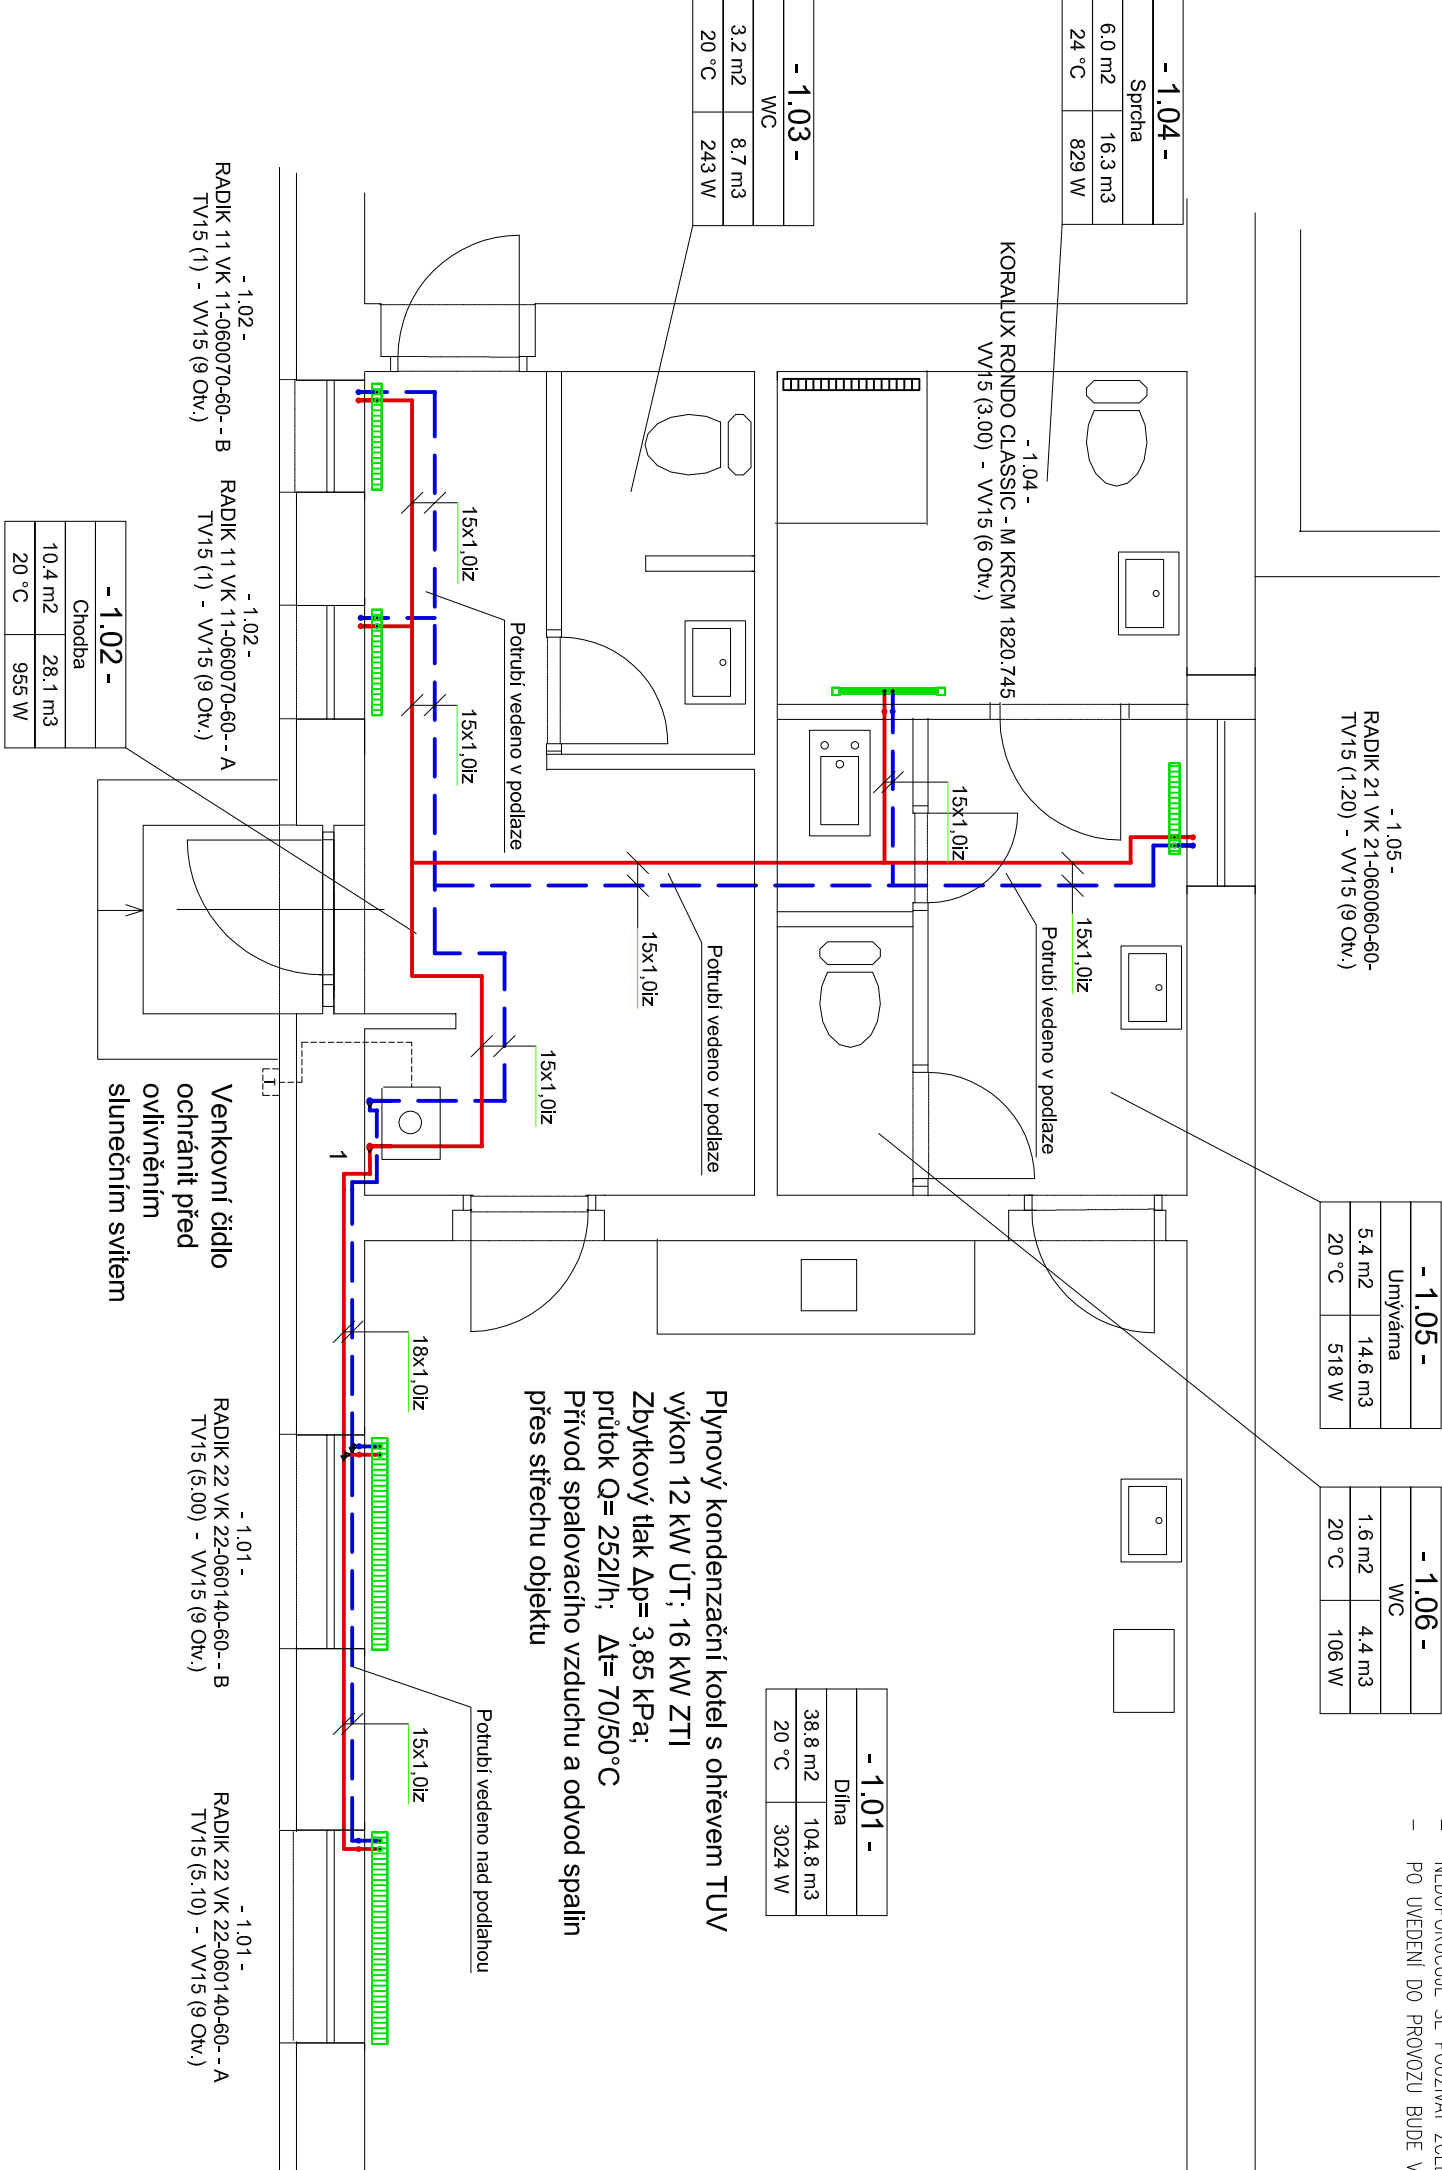 - 1.04 -
Sprcha
6.0 m2 16.3 m3
24 °C 829 W
- 1.03 -
WC
3.2 m2 8.7 m3
20 °C 243 W
- 1.04 -
KORALUX RONDO CLASSIC - M KRCM 1820.745
VV15 (3.00) - VV15 (6 Otv.)
- 1.05 -
RADIK 21 VK 21-060060-60-
TV15 (1.20) - VV15 (9 Otv.)
- 1.05 -
Umývárna
5.4 m2 14.6 m3
20 °C 518 W
- 1.06 -
WC
1.6 m2 4.4 m3
20 °C 106 W
– PO UVEDENÍ DO PROVOZU BUDE
15x1,0iz
15x1,0iz
Potrubí vedeno v podlaze
Potrubí vedeno v podlaze
15x1,0iz
Potrubí vedeno v podlaze
15x1,0iz
15x1,0iz
15x1,0iz
- 1.01 -
Dílna
38.8 m2 104.8 m3
20 °C 3024 W
Plynový kondenzační kotel s ohřevem TUV
výkon 12 kW ÚT; 16 kW ZTI
Zbytkový tlak Δp= 3,85 kPa;
průtok Q= 252l/h; Δt= 70/50°C
Přívod spalovacího vzduchu a odvod spalin
přes střechu objektu
Potrubí vedeno nad podlahou
18x1,0iz
15x1,0iz
1
T
- 1.02 -
RADIK 11 VK 11-060070-60-- B
TV15 (1) - VV15 (9 Otv.)
- 1.02 -
RADIK 11 VK 11-060070-60-- A
TV15 (1) - VV15 (9 Otv.)
Venkovní čidlo
ochránit před
ovlivněním
slunečním svitem
- 1.01 -
RADIK 22 VK 22-060140-60-- B
TV15 (5.00) - VV15 (9 Otv.)
- 1.01 -
RADIK 22 VK 22-060140-60-- A
TV15 (5.10) - VV15 (9 Otv.)
- 1.02 -
Chodba
10.4 m2 28.1 m3
20 °C 955 W